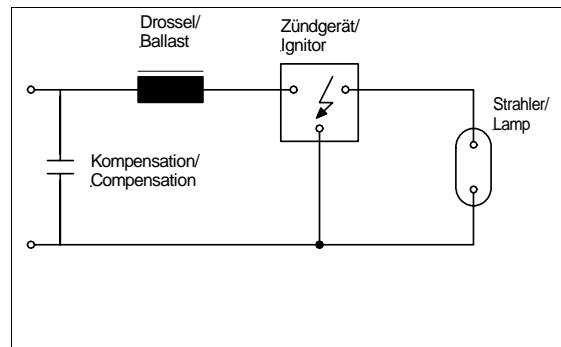 Drossel/
Ballast
Zündgerät/
Ignitor
Strahler/
Lamp
Kompensation/
Compensation